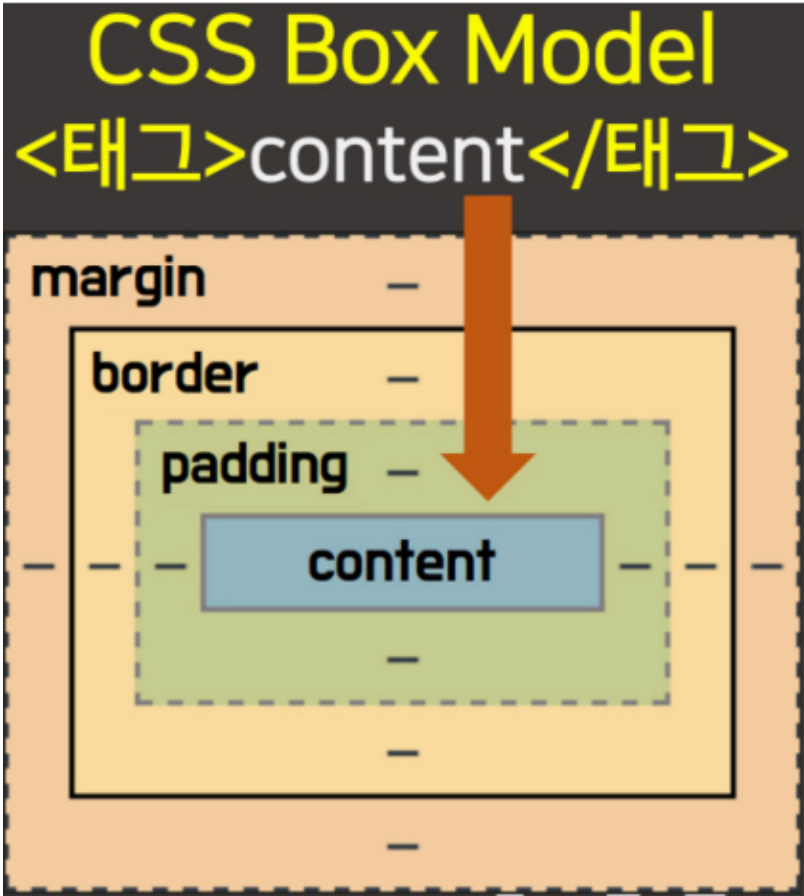 CSS Box Model
<태그>content</태그>
margin –
border –
padding –
– – – content – – –
–
–
–